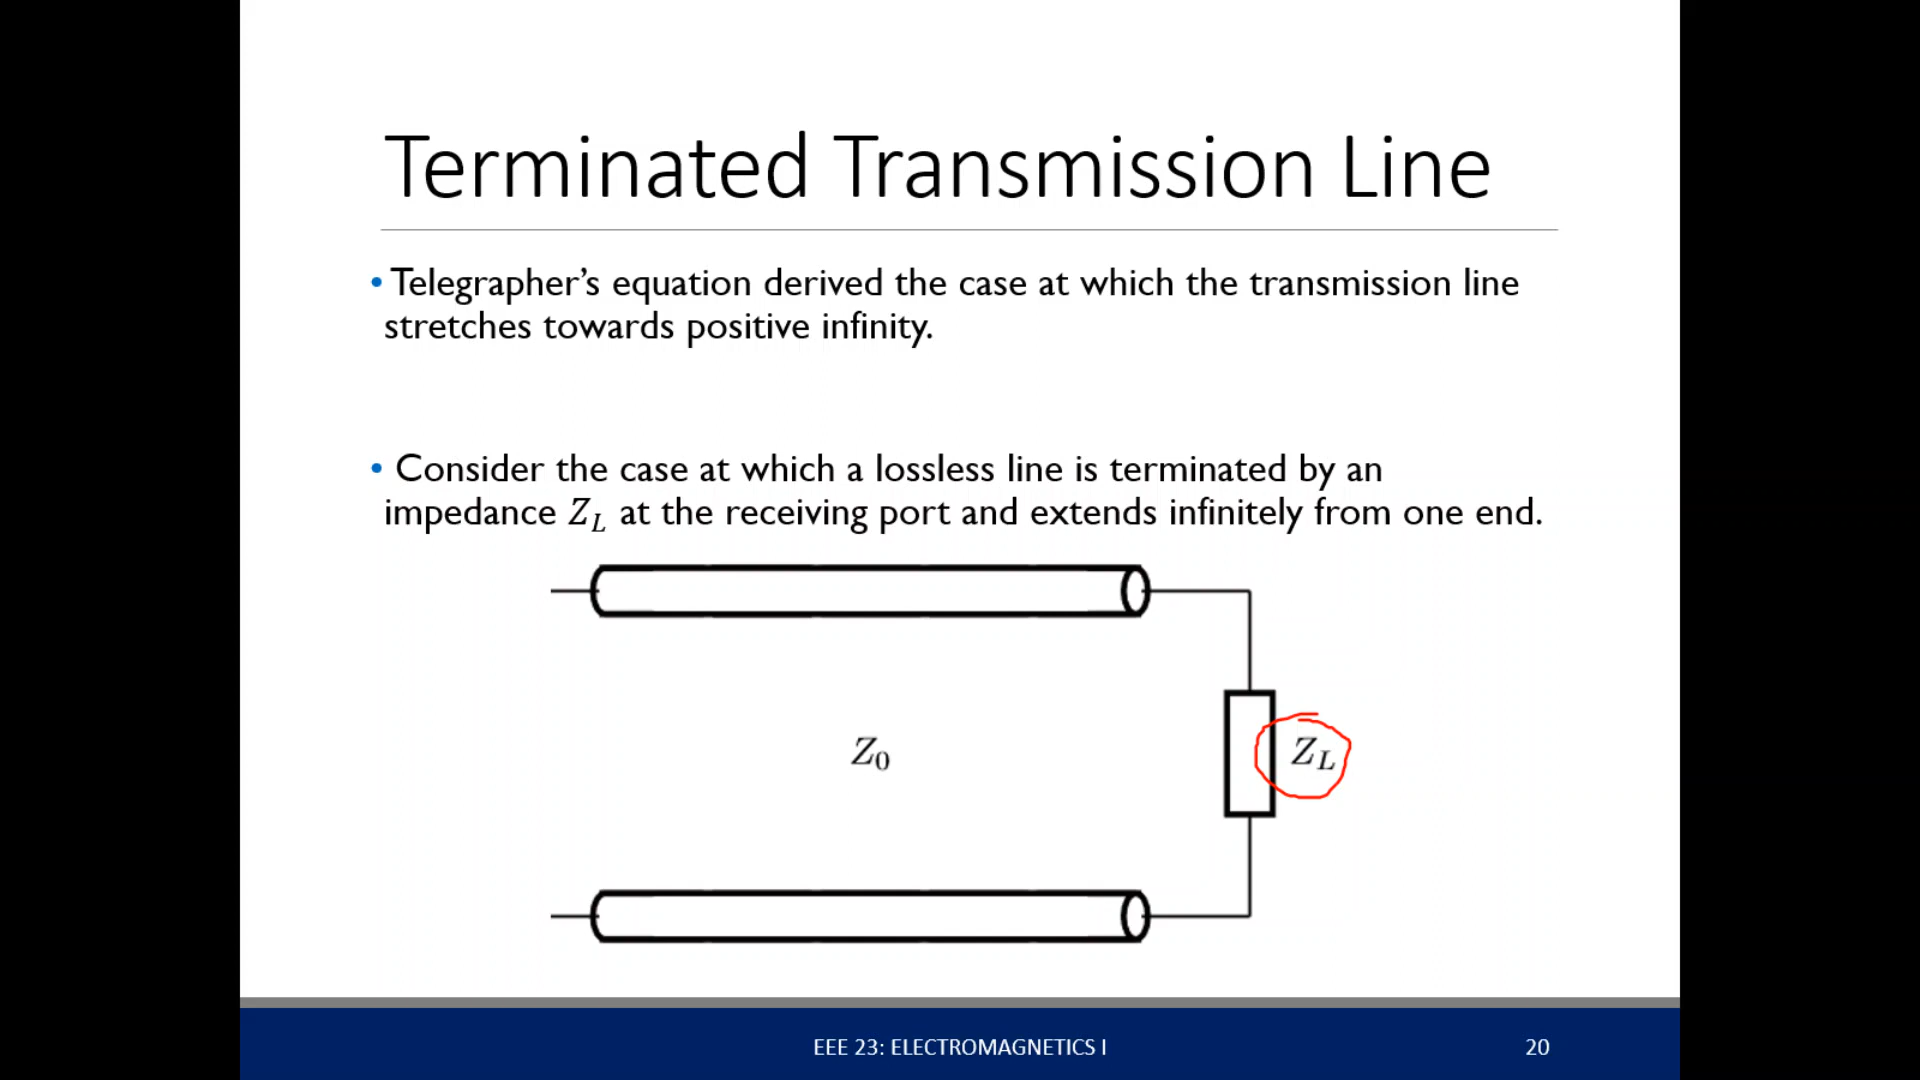 Terminated Transmission Line
• Telegrapher’s equation derived the case at which the transmission line
stretches towards positive infinity.
• Consider the case at which a lossless line is terminated by an
impedance Z_L at the receiving port and extends infinitely from one end.
Z_0
Z_L
EEE 23: ELECTROMAGNETICS I
20